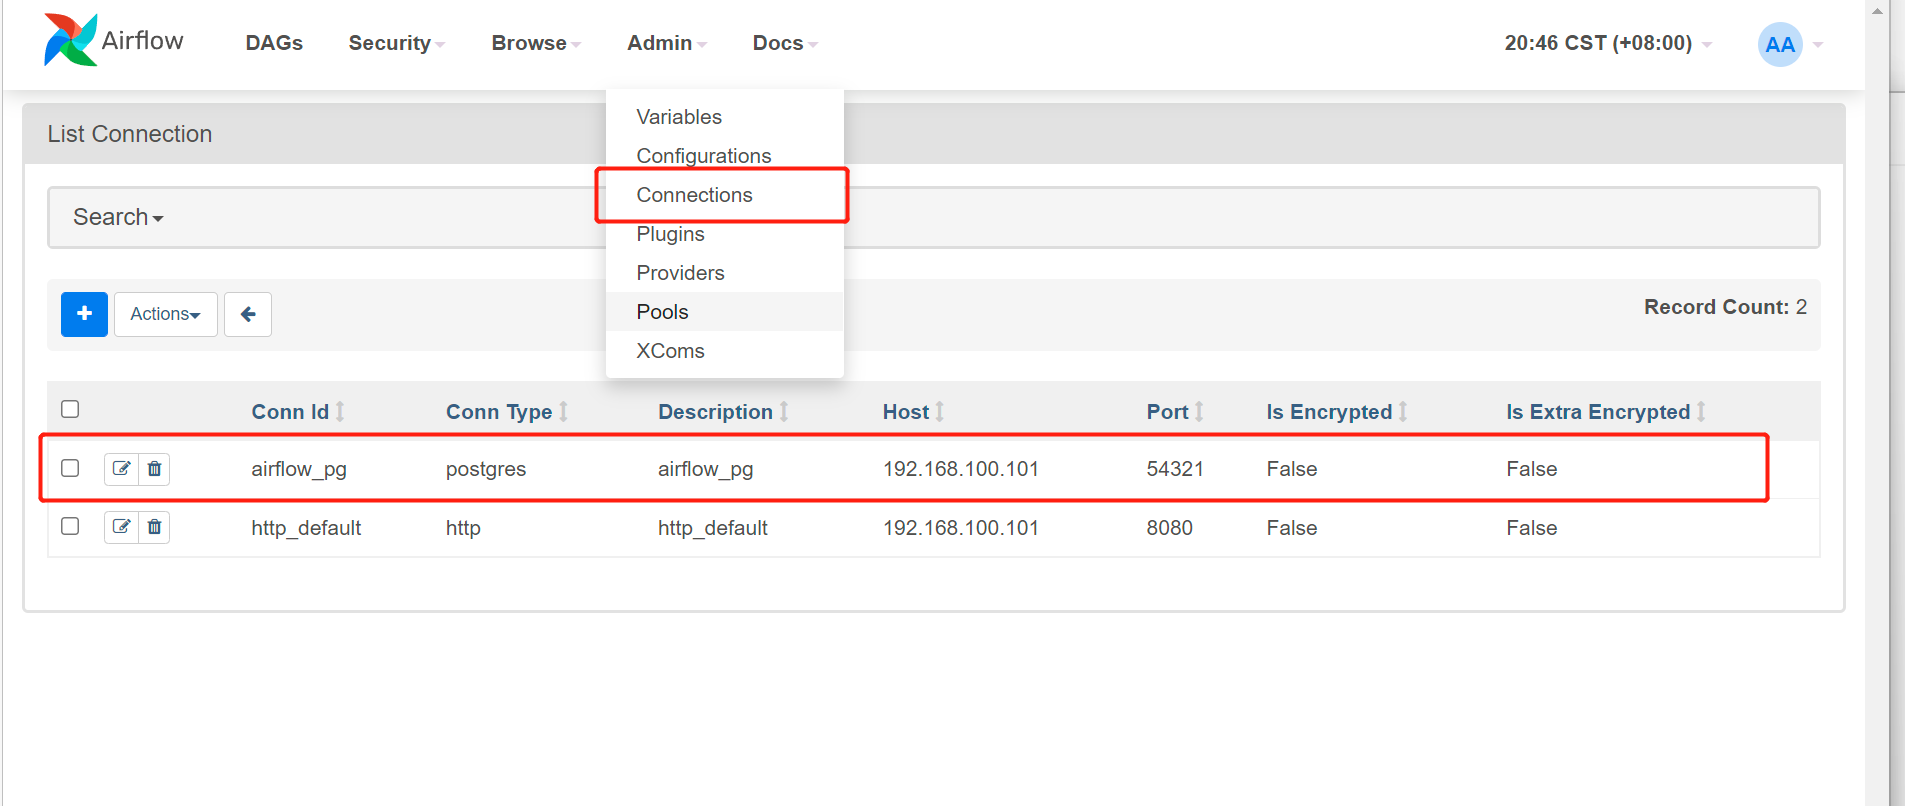 Airflow DAGs Security Browse Admin Docs 20:46 CST (+08:00) AA
Variables
Configurations
Connections
Plugins
Providers
Pools
XComs
List Connection
Search
+ Actions
Record Count: 2
Conn Id Conn Type Description Host Port Is Encrypted Is Extra Encrypted
airflow_pg postgres airflow_pg 192.168.100.101 54321 False False
http_default http http_default 192.168.100.101 8080 False False